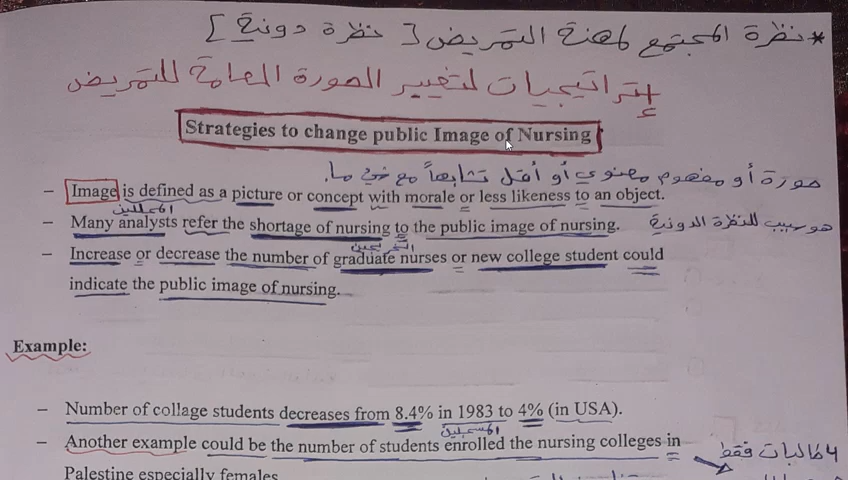 * نظرة المجتمع لمهنة التمريض [ نظرة دونية ]
إستراتيجيات لتغيير الصورة العامة للتمريض
Strategies to change public Image of Nursing
صورة أو مفهوم معنوي أو أقل تشابهاً مع شيء ما.
– Image is defined as a picture or concept with morale or less likeness to an object.
المحللين
– Many analysts refer the shortage of nursing to the public image of nursing. هو سبب للنظرة الدونية
الخريجين
– Increase or decrease the number of graduate nurses or new college student could
indicate the public image of nursing.
Example:
– Number of collage students decreases from 8.4% in 1983 to 4% (in USA).
المسجلين
– Another example could be the number of students enrolled the nursing colleges in
طالبات فقط
Palestine especially females